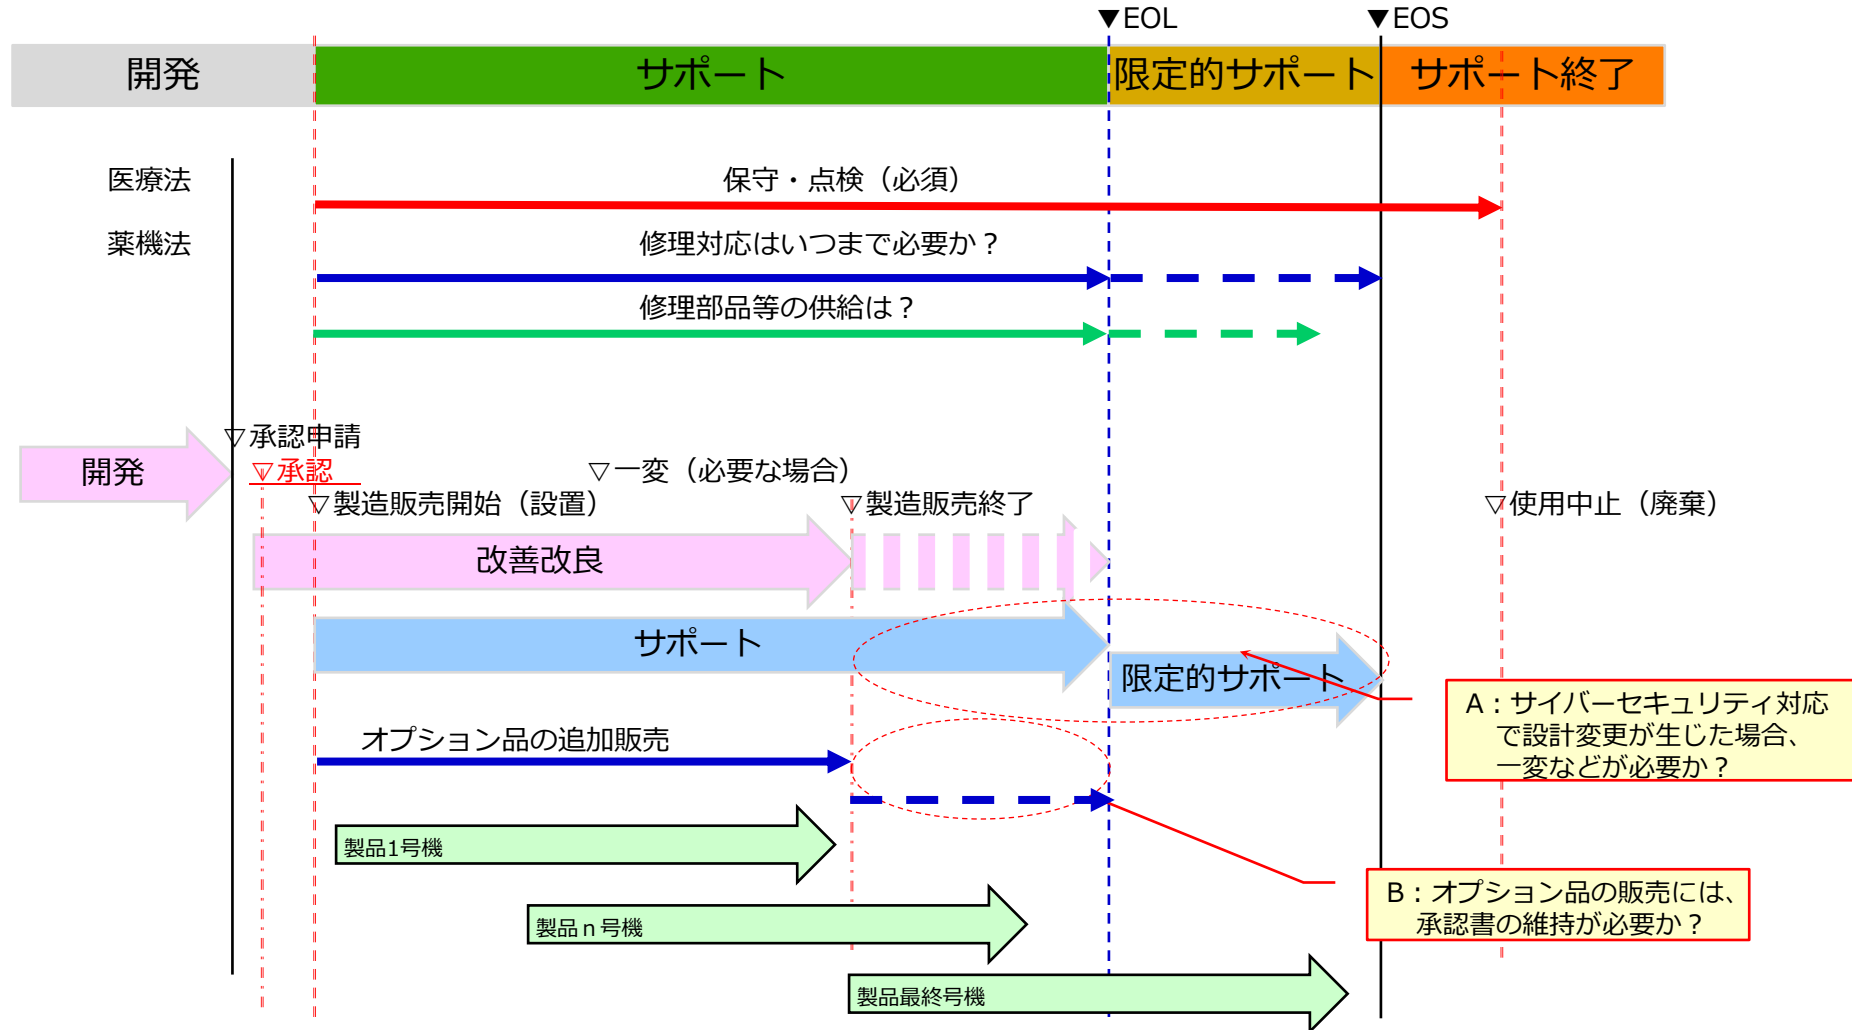 ▼EOL
▼EOS
開発
サポート
限定的サポート
サポート終了
医療法
保守・点検（必須）
薬機法
修理対応はいつまで必要か？
修理部品等の供給は？
▽承認申請
開発
▽承認
▽一変（必要な場合）
▽製造販売開始（設置）
▽製造販売終了
▽使用中止（廃棄）
改善改良
サポート
限定的サポート
A：サイバーセキュリティ対応
で設計変更が生じた場合、
一変などが必要か？
オプション品の追加販売
製品1号機
B：オプション品の販売には、
承認書の維持が必要か？
製品ｎ号機
製品最終号機